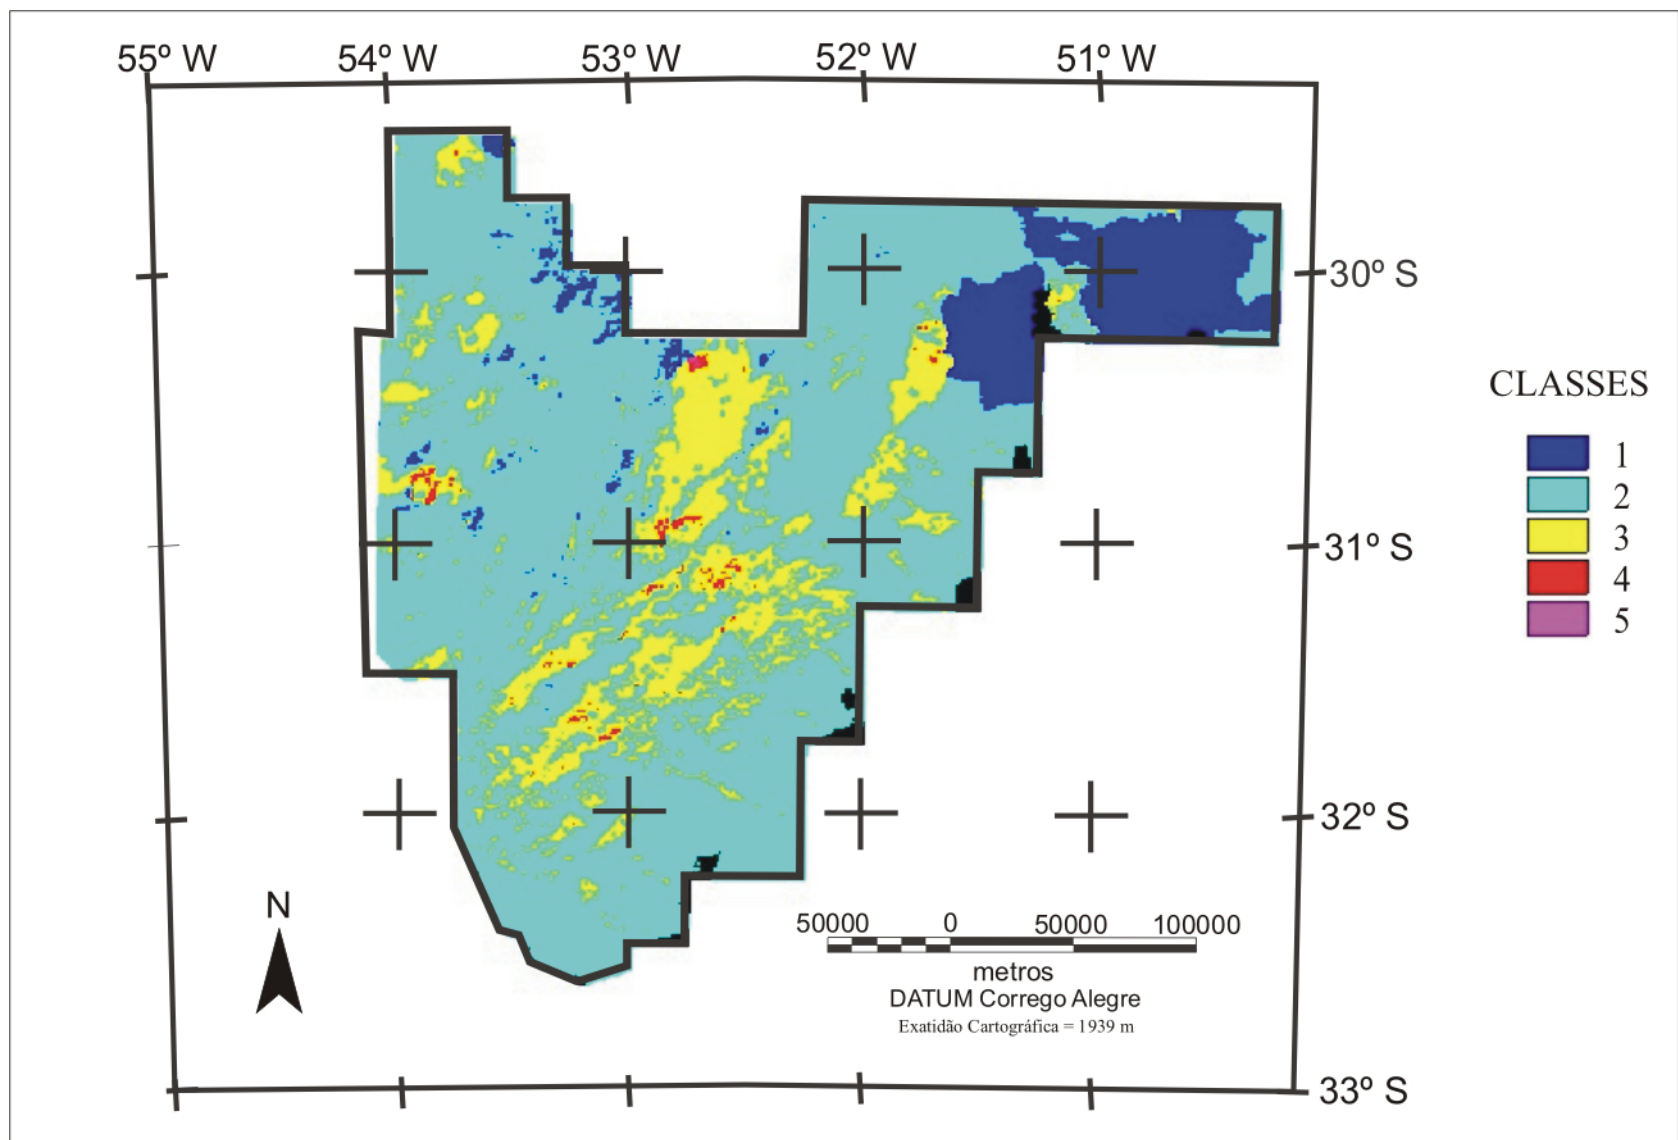 55º W 54º W 53º W 52º W 51º W
30º S
CLASSES
1
2
3
4
5
31º S
32º S
N
50000 0 50000 100000
metros
DATUM Corrego Alegre
Exatidão Cartográfica = 1939 m
33º S